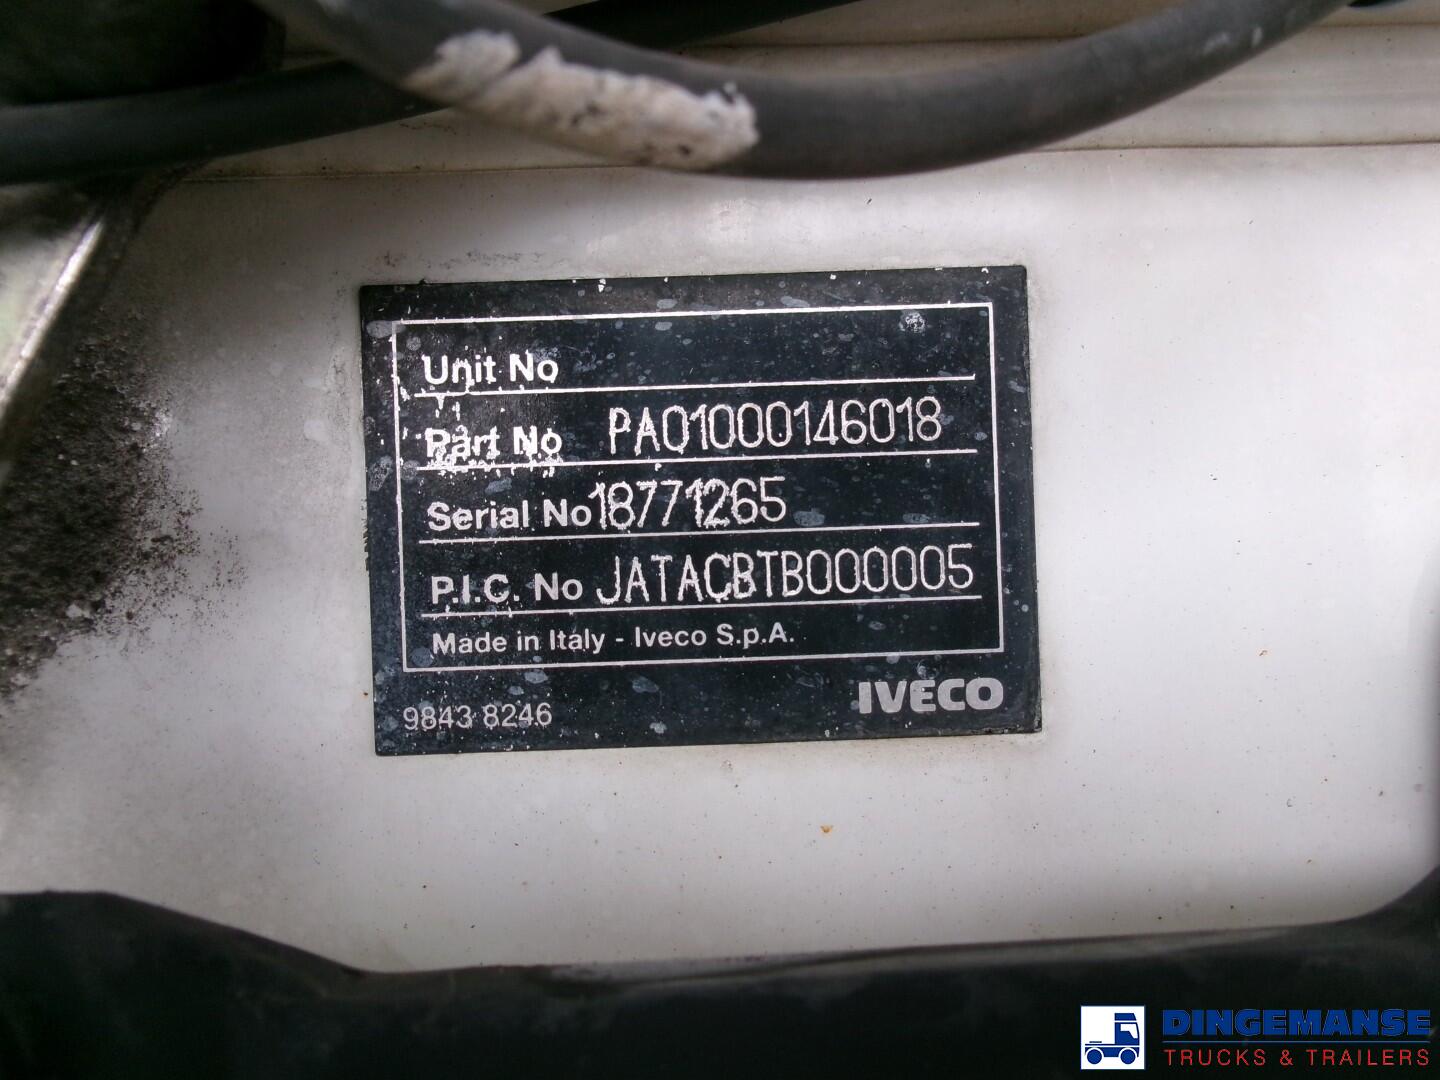 Unit No
Part No PA01000146018
Serial No 18771265
P.I.C. No JATACBTB000005
Made in Italy - Iveco S.p.A.
9843 8246 IVECO
DINGEMANSE
TRUCKS & TRAILERS